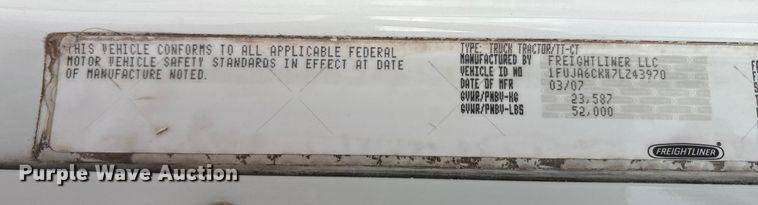 THIS VEHICLE CONFORMS TO ALL APPLICABLE FEDERAL
MOTOR VEHICLE SAFETY STANDARDS IN EFFECT AT DATE
OF MANUFACTURE NOTED.
TYPE: TRUCK TRACTOR/TT-CT
MANUFACTURED BY FREIGHTLINER LLC
VEHICLE ID NO 1FUJA6CKX7LZ43970
DATE OF MFR 03/07
GVWR/PNBV-KG 23,587
GVWR/PNBV-LBS 52,000
FREIGHTLINER
Purple Wave Auction